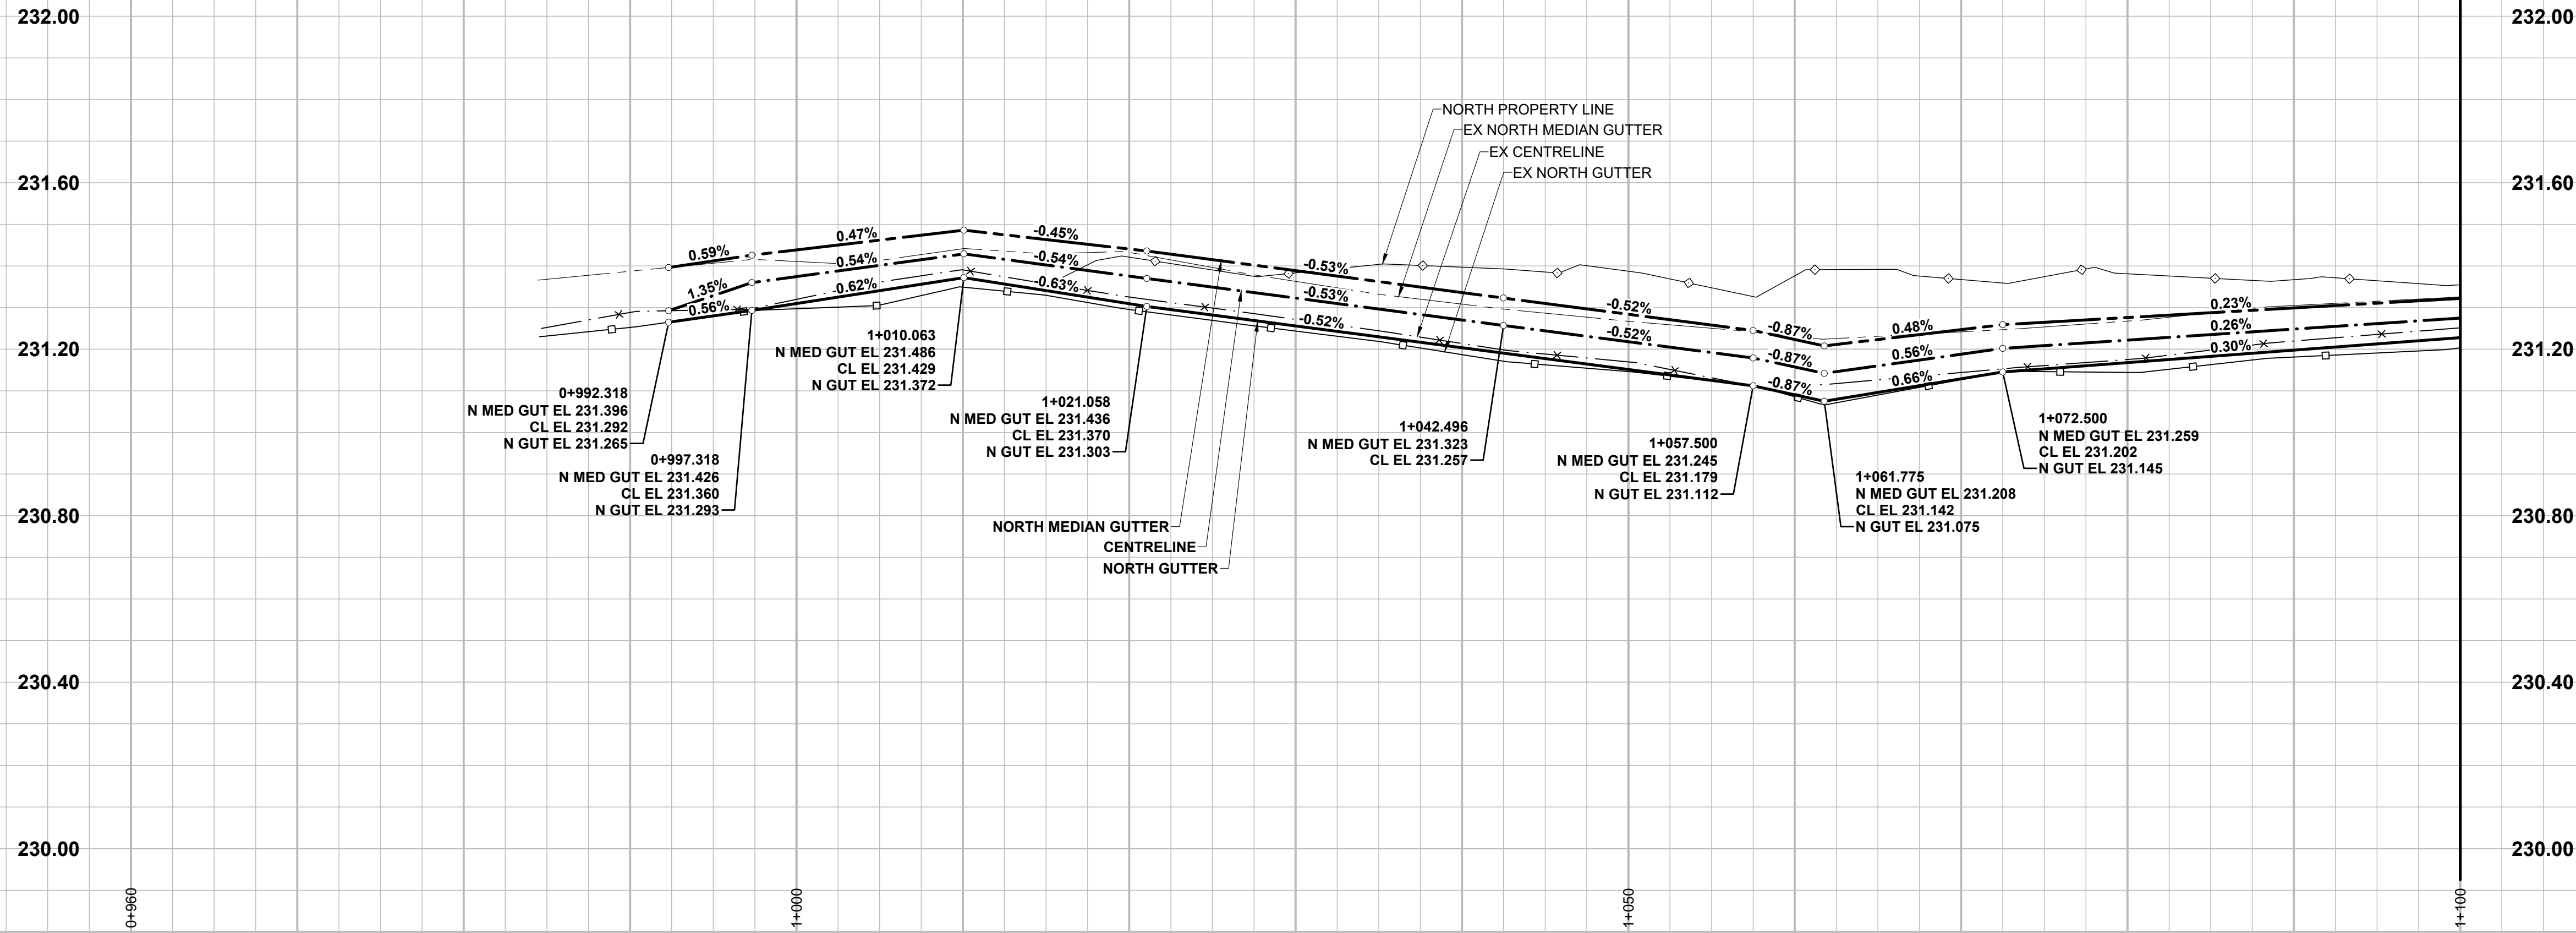 232.00
232.00
NORTH PROPERTY LINE
EX NORTH MEDIAN GUTTER
EX CENTRELINE
EX NORTH GUTTER
231.60
231.60
0.59%
0.47%
-0.45%
-0.53%
-0.52%
-0.87%
0.48%
0.23%
1.35%
0.54%
-0.54%
-0.53%
-0.52%
-0.87%
0.56%
0.26%
0.56%
-0.62%
-0.63%
-0.52%
-0.87%
0.66%
0.30%
231.20
231.20
0+992.318
N MED GUT EL 231.396
CL EL 231.292
N GUT EL 231.265
0+997.318
N MED GUT EL 231.426
CL EL 231.360
N GUT EL 231.293
1+010.063
N MED GUT EL 231.486
CL EL 231.429
N GUT EL 231.372
1+021.058
N MED GUT EL 231.436
CL EL 231.370
N GUT EL 231.303
1+042.496
N MED GUT EL 231.323
CL EL 231.257
1+057.500
N MED GUT EL 231.245
CL EL 231.179
N GUT EL 231.112
1+061.775
N MED GUT EL 231.208
CL EL 231.142
N GUT EL 231.075
1+072.500
N MED GUT EL 231.259
CL EL 231.202
N GUT EL 231.145
NORTH MEDIAN GUTTER
CENTRELINE
NORTH GUTTER
230.80
230.80
230.40
230.40
230.00
230.00
0+960
1+000
1+050
1+100